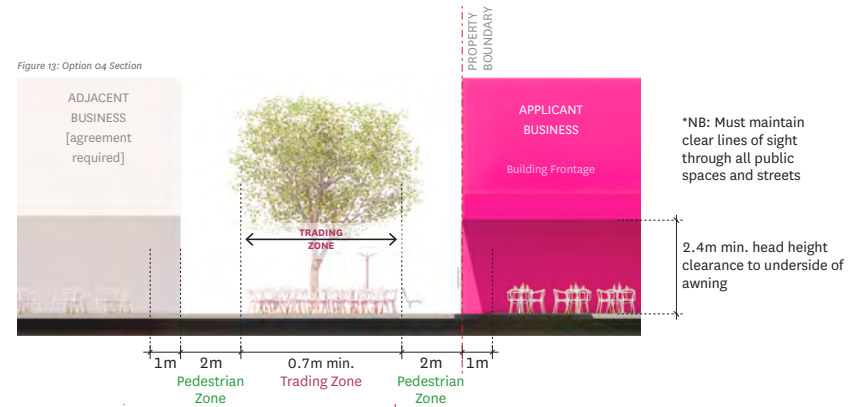 PROPERTY
BOUNDARY
Figure 13: Option 04 Section
ADJACENT
BUSINESS
[agreement
required]
APPLICANT
BUSINESS
Building Frontage
*NB: Must maintain
clear lines of sight
through all public
spaces and streets
TRADING
ZONE
2.4m min. head height
clearance to underside of
awning
1m
2m
0.7m min.
2m
1m
Pedestrian
Zone
Trading Zone
Pedestrian
Zone